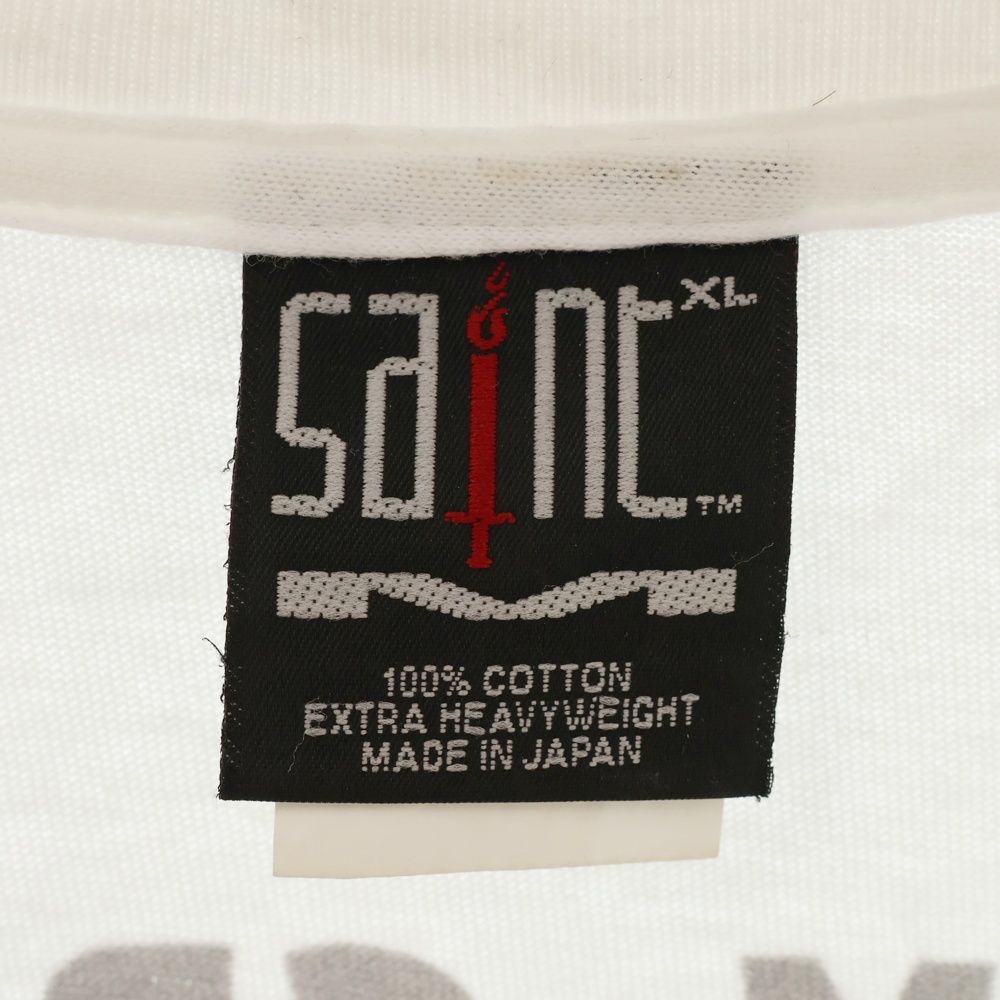 saint XL ™
100% COTTON
EXTRA HEAVYWEIGHT
MADE IN JAPAN